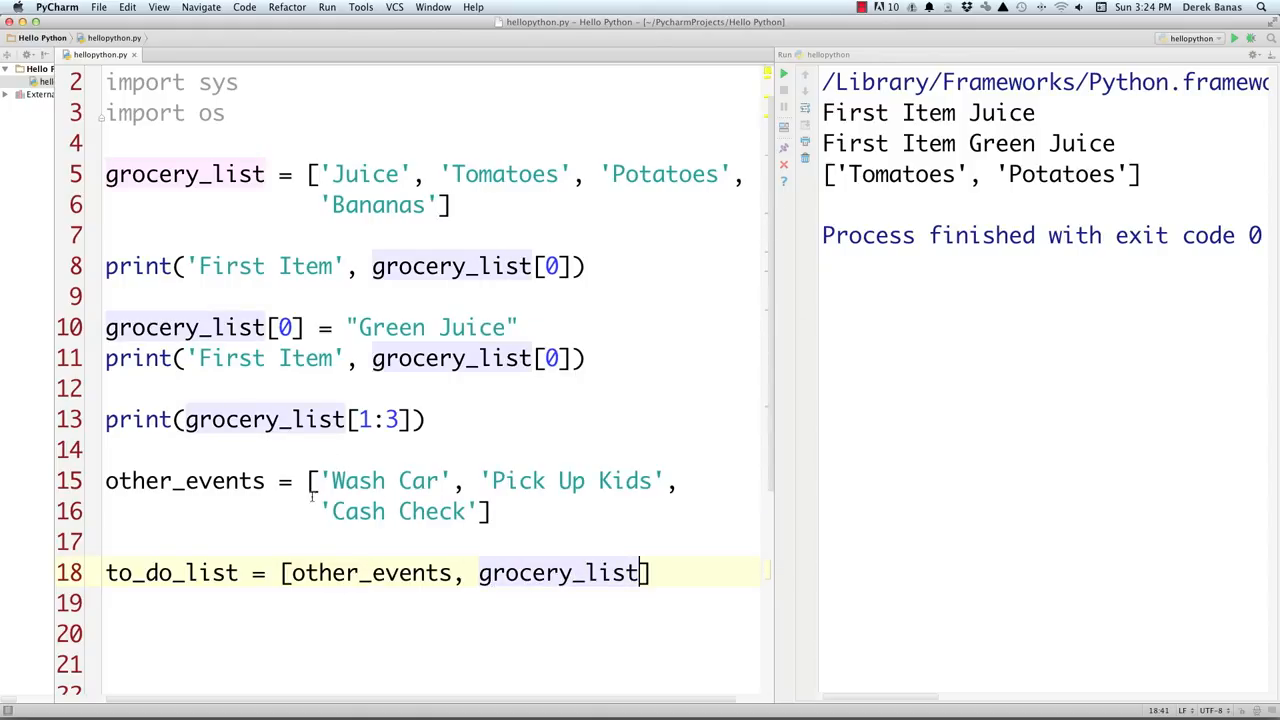 PyCharm File Edit View Navigate Code Refactor Run Tools VCS Window Help 10 Sun 3:24 PM Derek Banas
hellopython.py – Hello Python – [~/PycharmProjects/Hello Python]
Hello Python hellopython.py hellopython
hellopython.py Run hellopython
Hello P
hell
Extern
2 import sys
3 import os
4
5 grocery_list = ['Juice', 'Tomatoes', 'Potatoes',
6 'Bananas']
7
8 print('First Item', grocery_list[0])
9
10 grocery_list[0] = "Green Juice"
11 print('First Item', grocery_list[0])
12
13 print(grocery_list[1:3])
14
15 other_events = ['Wash Car', 'Pick Up Kids',
16 'Cash Check']
17
18 to_do_list = [other_events, grocery_list]
19
20
21
22
/Library/Frameworks/Python.framewo
First Item Juice
First Item Green Juice
['Tomatoes', 'Potatoes']
Process finished with exit code 0
18:41 LF UTF-8